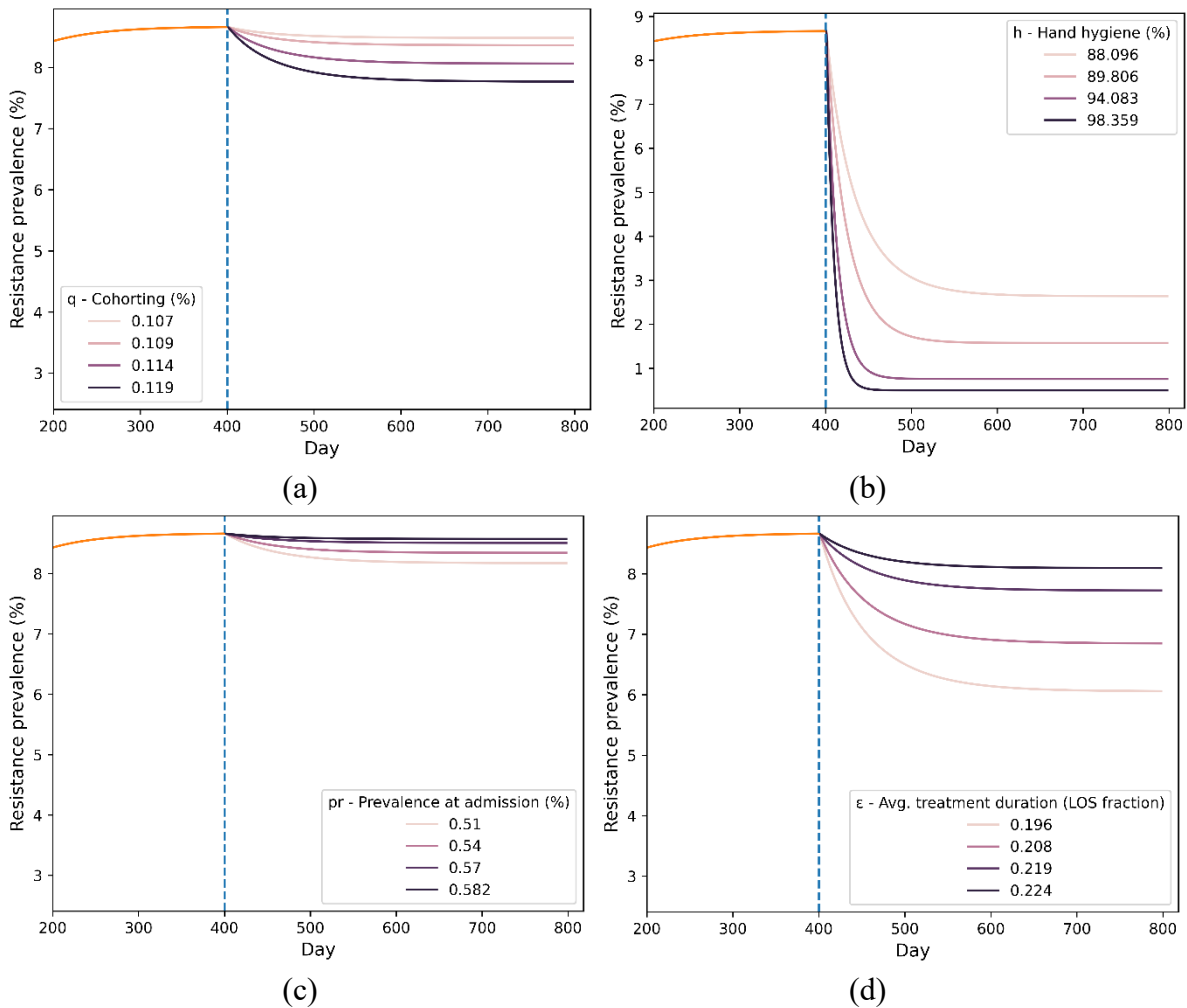 8
7
6
5
4
3
Resistance prevalence (%)
q - Cohorting (%)
0.107
0.109
0.114
0.119
200 300 400 500 600 700 800
Day
(a)
9
8
7
6
5
4
3
2
1
Resistance prevalence (%)
h - Hand hygiene (%)
88.096
89.806
94.083
98.359
200 300 400 500 600 700 800
Day
(b)
8
7
6
5
4
3
Resistance prevalence (%)
pr - Prevalence at admission (%)
0.51
0.54
0.57
0.582
200 300 400 500 600 700 800
Day
(c)
8
7
6
5
4
3
Resistance prevalence (%)
ε - Avg. treatment duration (LOS fraction)
0.196
0.208
0.219
0.224
200 300 400 500 600 700 800
Day
(d)